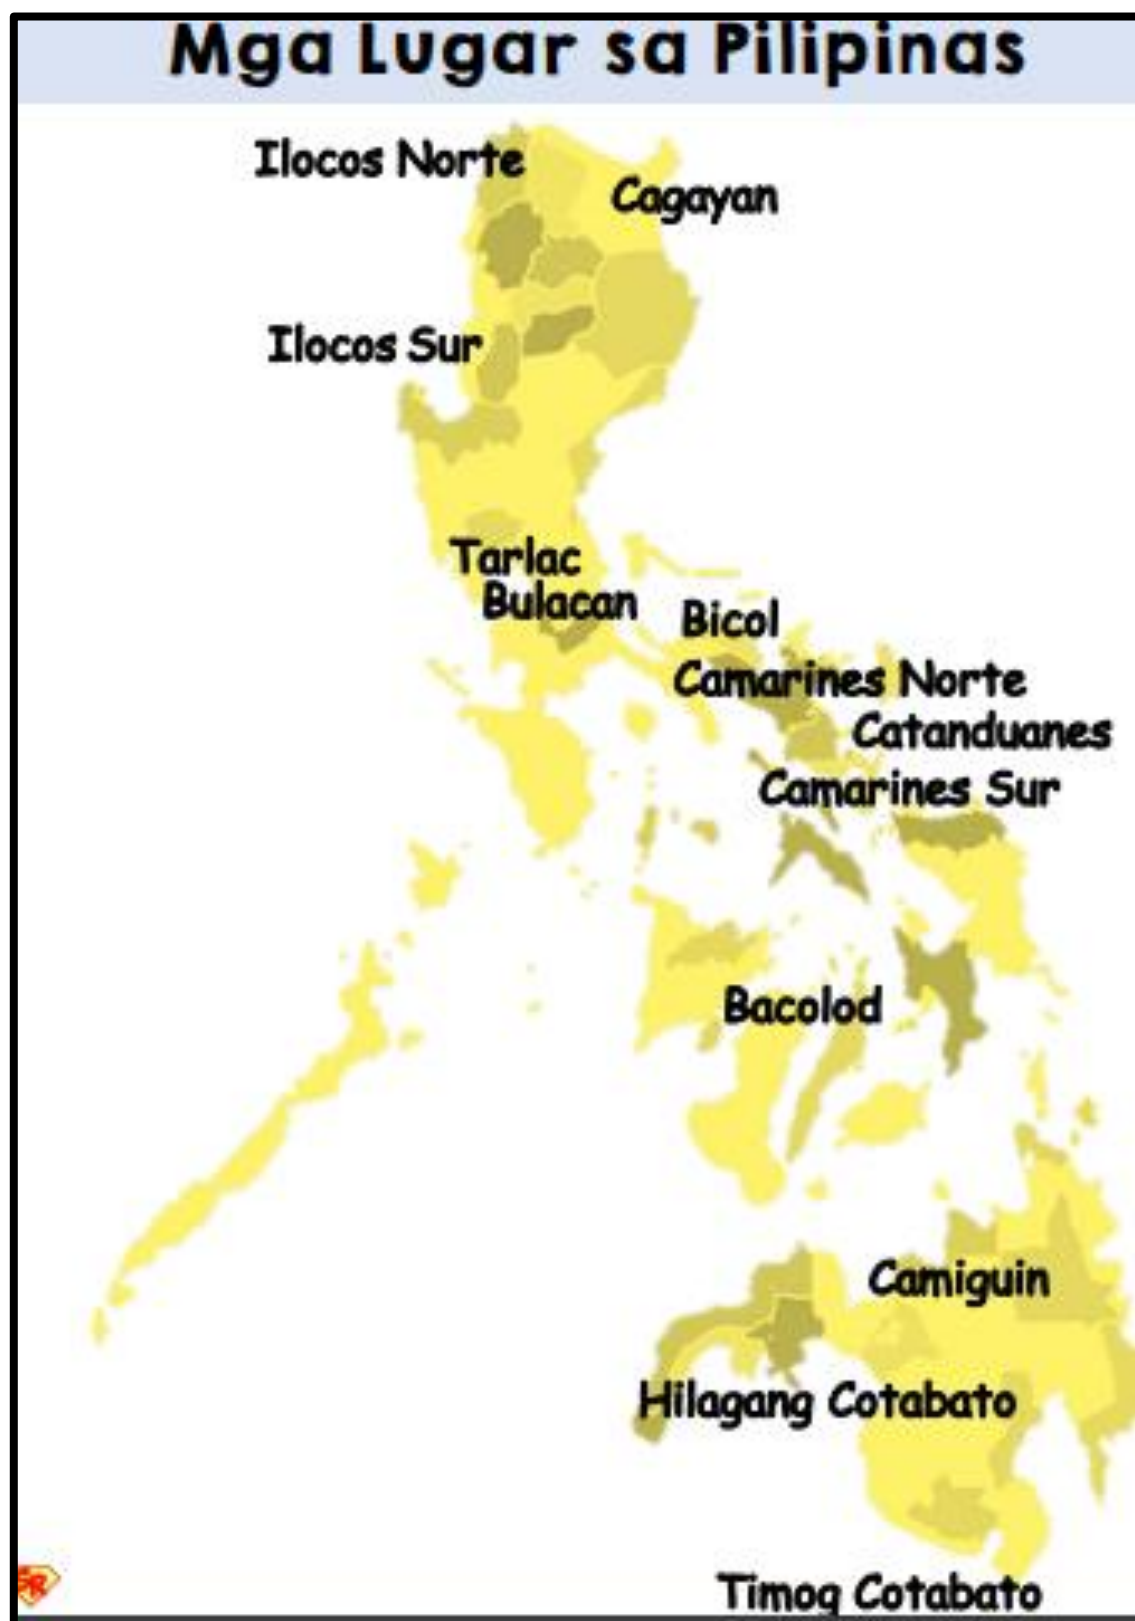 Mga Lugar sa Pilipinas
Ilocos Norte
Cagayan
Ilocos Sur
Tarlac
Bulacan
Bicol
Camarines Norte
Catanduanes
Camarines Sur
Bacolod
Camiguin
Hilagang Cotabato
Timog Cotabato